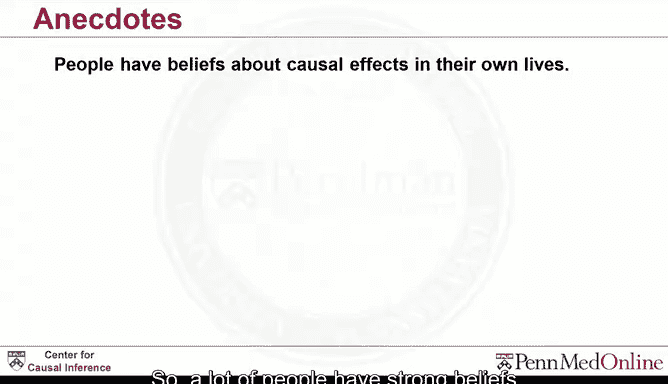 Anecdotes
People have beliefs about causal effects in their own lives.
Center for
Causal Inference
PennMedOnline
So, a lot of people have strong beliefs